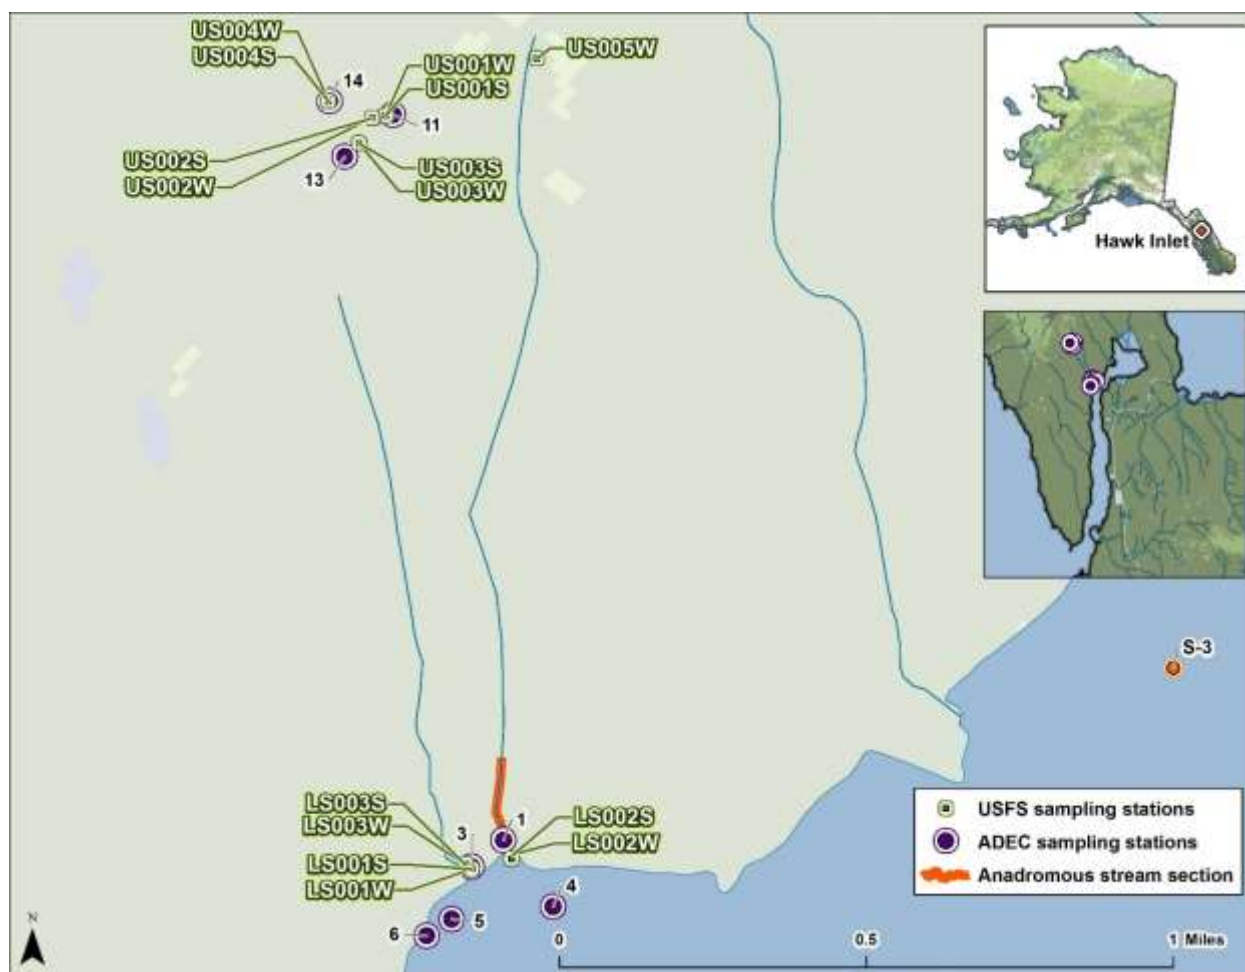 US004W
US004S
14
US001W
US001S
US005W
11
US002S
US002W
13
US003S
US003W
Hawk Inlet
S-3
LS003S
LS003W
3
1
LS002S
LS002W
LS001S
LS001W
4
5
6
USFS sampling stations
ADEC sampling stations
Anadromous stream section
N
0
0.5
1 Miles